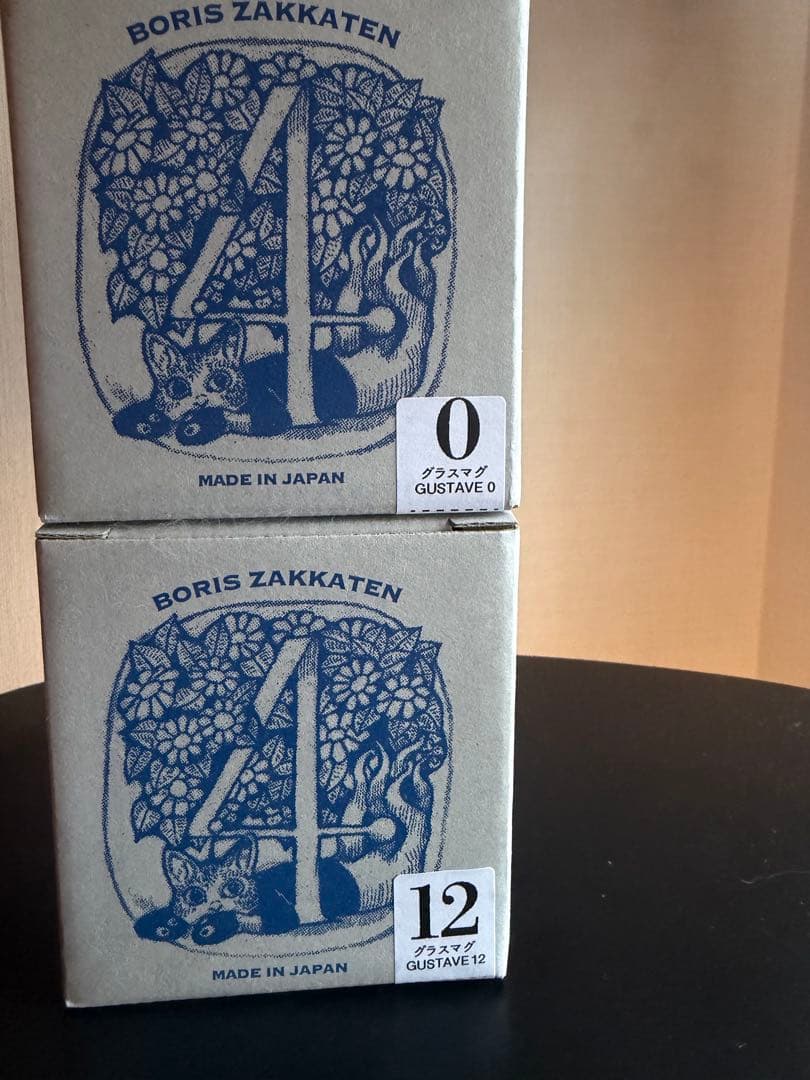 BORIS ZAKKATEN
4
MADE IN JAPAN
0
グラスマグ
GUSTAVE 0
BORIS ZAKKATEN
4
MADE IN JAPAN
12
グラスマグ
GUSTAVE 12